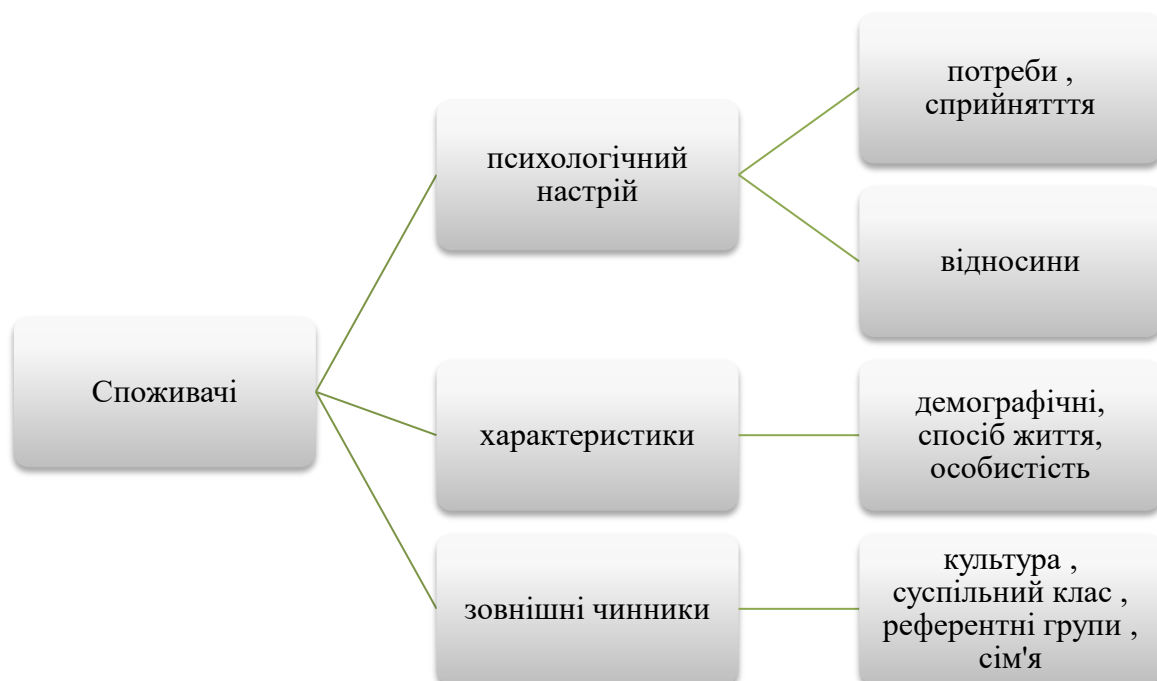 потреби ,
сприйнятття
психологічний
настрій
відносини
Споживачі
характеристики
демографічні,
спосіб життя,
особистість
зовнішні чинники
культура ,
суспільний клас ,
референтні групи ,
сім'я